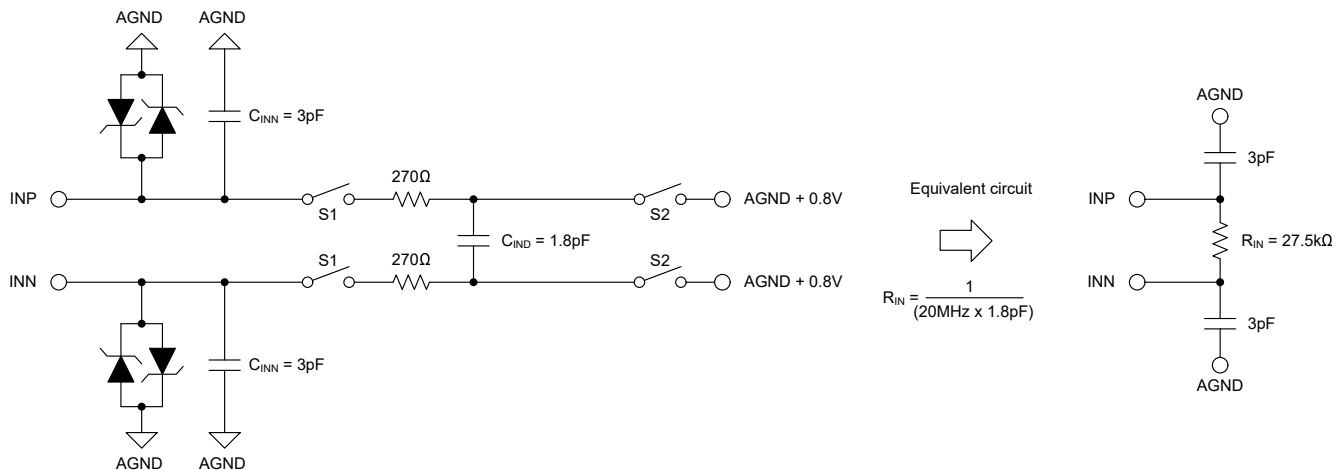 AGND AGND
C_INN = 3pF
INP
S1
270Ω
S2
AGND + 0.8V
C_IND = 1.8pF
INN
S1
270Ω
S2
AGND + 0.8V
C_INN = 3pF
AGND AGND
Equivalent circuit
R_IN = 1
(20MHz x 1.8pF)
AGND
3pF
INP
R_IN = 27.5kΩ
INN
3pF
AGND